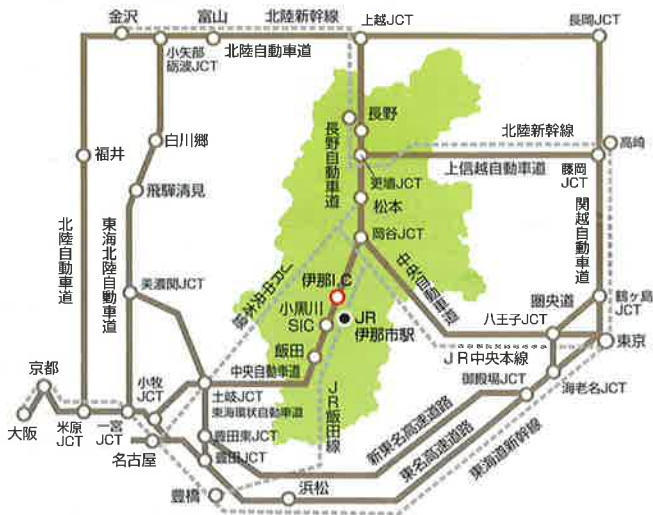 金沢
富山
北陸新幹線
上越JCT
長岡JCT
小矢部
砺波JCT
北陸自動車道
長野
北陸新幹線
高崎
白川郷
福井
長野自動車道
上信越自動車道
藤岡
JCT
更埴JCT
飛騨清見
松本
北陸自動車道
東海北陸自動車道
関越自動車道
岡谷JCT
中央自動車道
美濃関JCT
JR中央本線
伊那I.C
圏央道
鶴ヶ島
JCT
小黒川
SIC
JR
伊那市駅
八王子JCT
東京
飯田
JR中央本線
京都
小牧
JCT
中央自動車道
御殿場JCT
海老名JCT
土岐JCT
東海環状自動車道
JR飯田線
大阪
米原
JCT
一宮
JCT
新東名高速道路
豊田東JCT
名古屋
東名高速道路
豊田JCT
東海道新幹線
豊橋
浜松